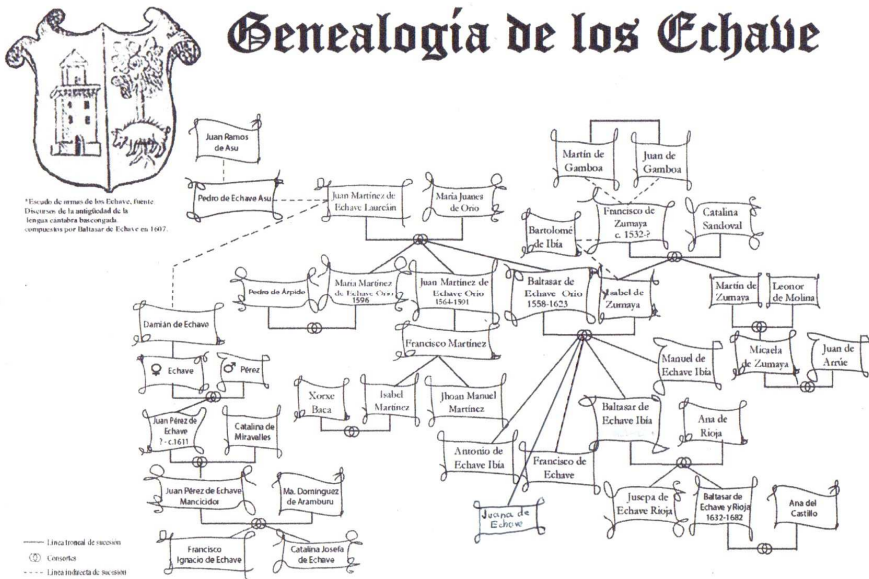 Genealogía de los Echave
*Escudo de armas de los Echave, fuente
Discursos de la antigüedad de la
lengua cántabra bascongada
compuestos por Baltasar de Echave en 1607.
Juan Ramos
de Asu
Pedro de Echave Asu
Juan Martínez de
Echave Laurcáin
María Juanes
de Orio
Martín de
Gamboa
Juan de
Gamboa
Bartolomé
de Ibía
Francisco de
Zumaya
c. 1532-?
Catalina
Sandoval
Pedro de Árpide
María Martínez
de Echave Orio
1596
Juan Martínez de
Echave Orio
1564-1591
Baltasar de
Echave Orio
1558-1623
Isabel de
Zumaya
Martín de
Zumaya
Leonor
de Molina
Damián de Echave
Francisco Martínez
Manuel de
Echave Ibía
Micaela
de Zumaya
Juan de
Arrúe
♀ Echave
♂ Pérez
Xorxe
Baca
Isabel
Martínez
Jhoan Manuel
Martínez
Baltasar de
Echave Ibía
Ana de
Rioja
Juan Pérez de
Echave
? - c.1611
Catalina de
Miravalles
Antonio de
Echave Ibía
Francisco de
Echave
Juan Pérez de Echave
Mancicidor
Ma. Domínguez
de Aramburu
Juana de
Echave
Jusepa de
Echave Rioja
Baltasar de
Echave y Rioja
1632-1682
Ana del
Castillo
Francisco
Ignacio de Echave
Catalina Josefa
de Echave
Línea troncal de sucesión
Consortes
Línea indirecta de sucesión